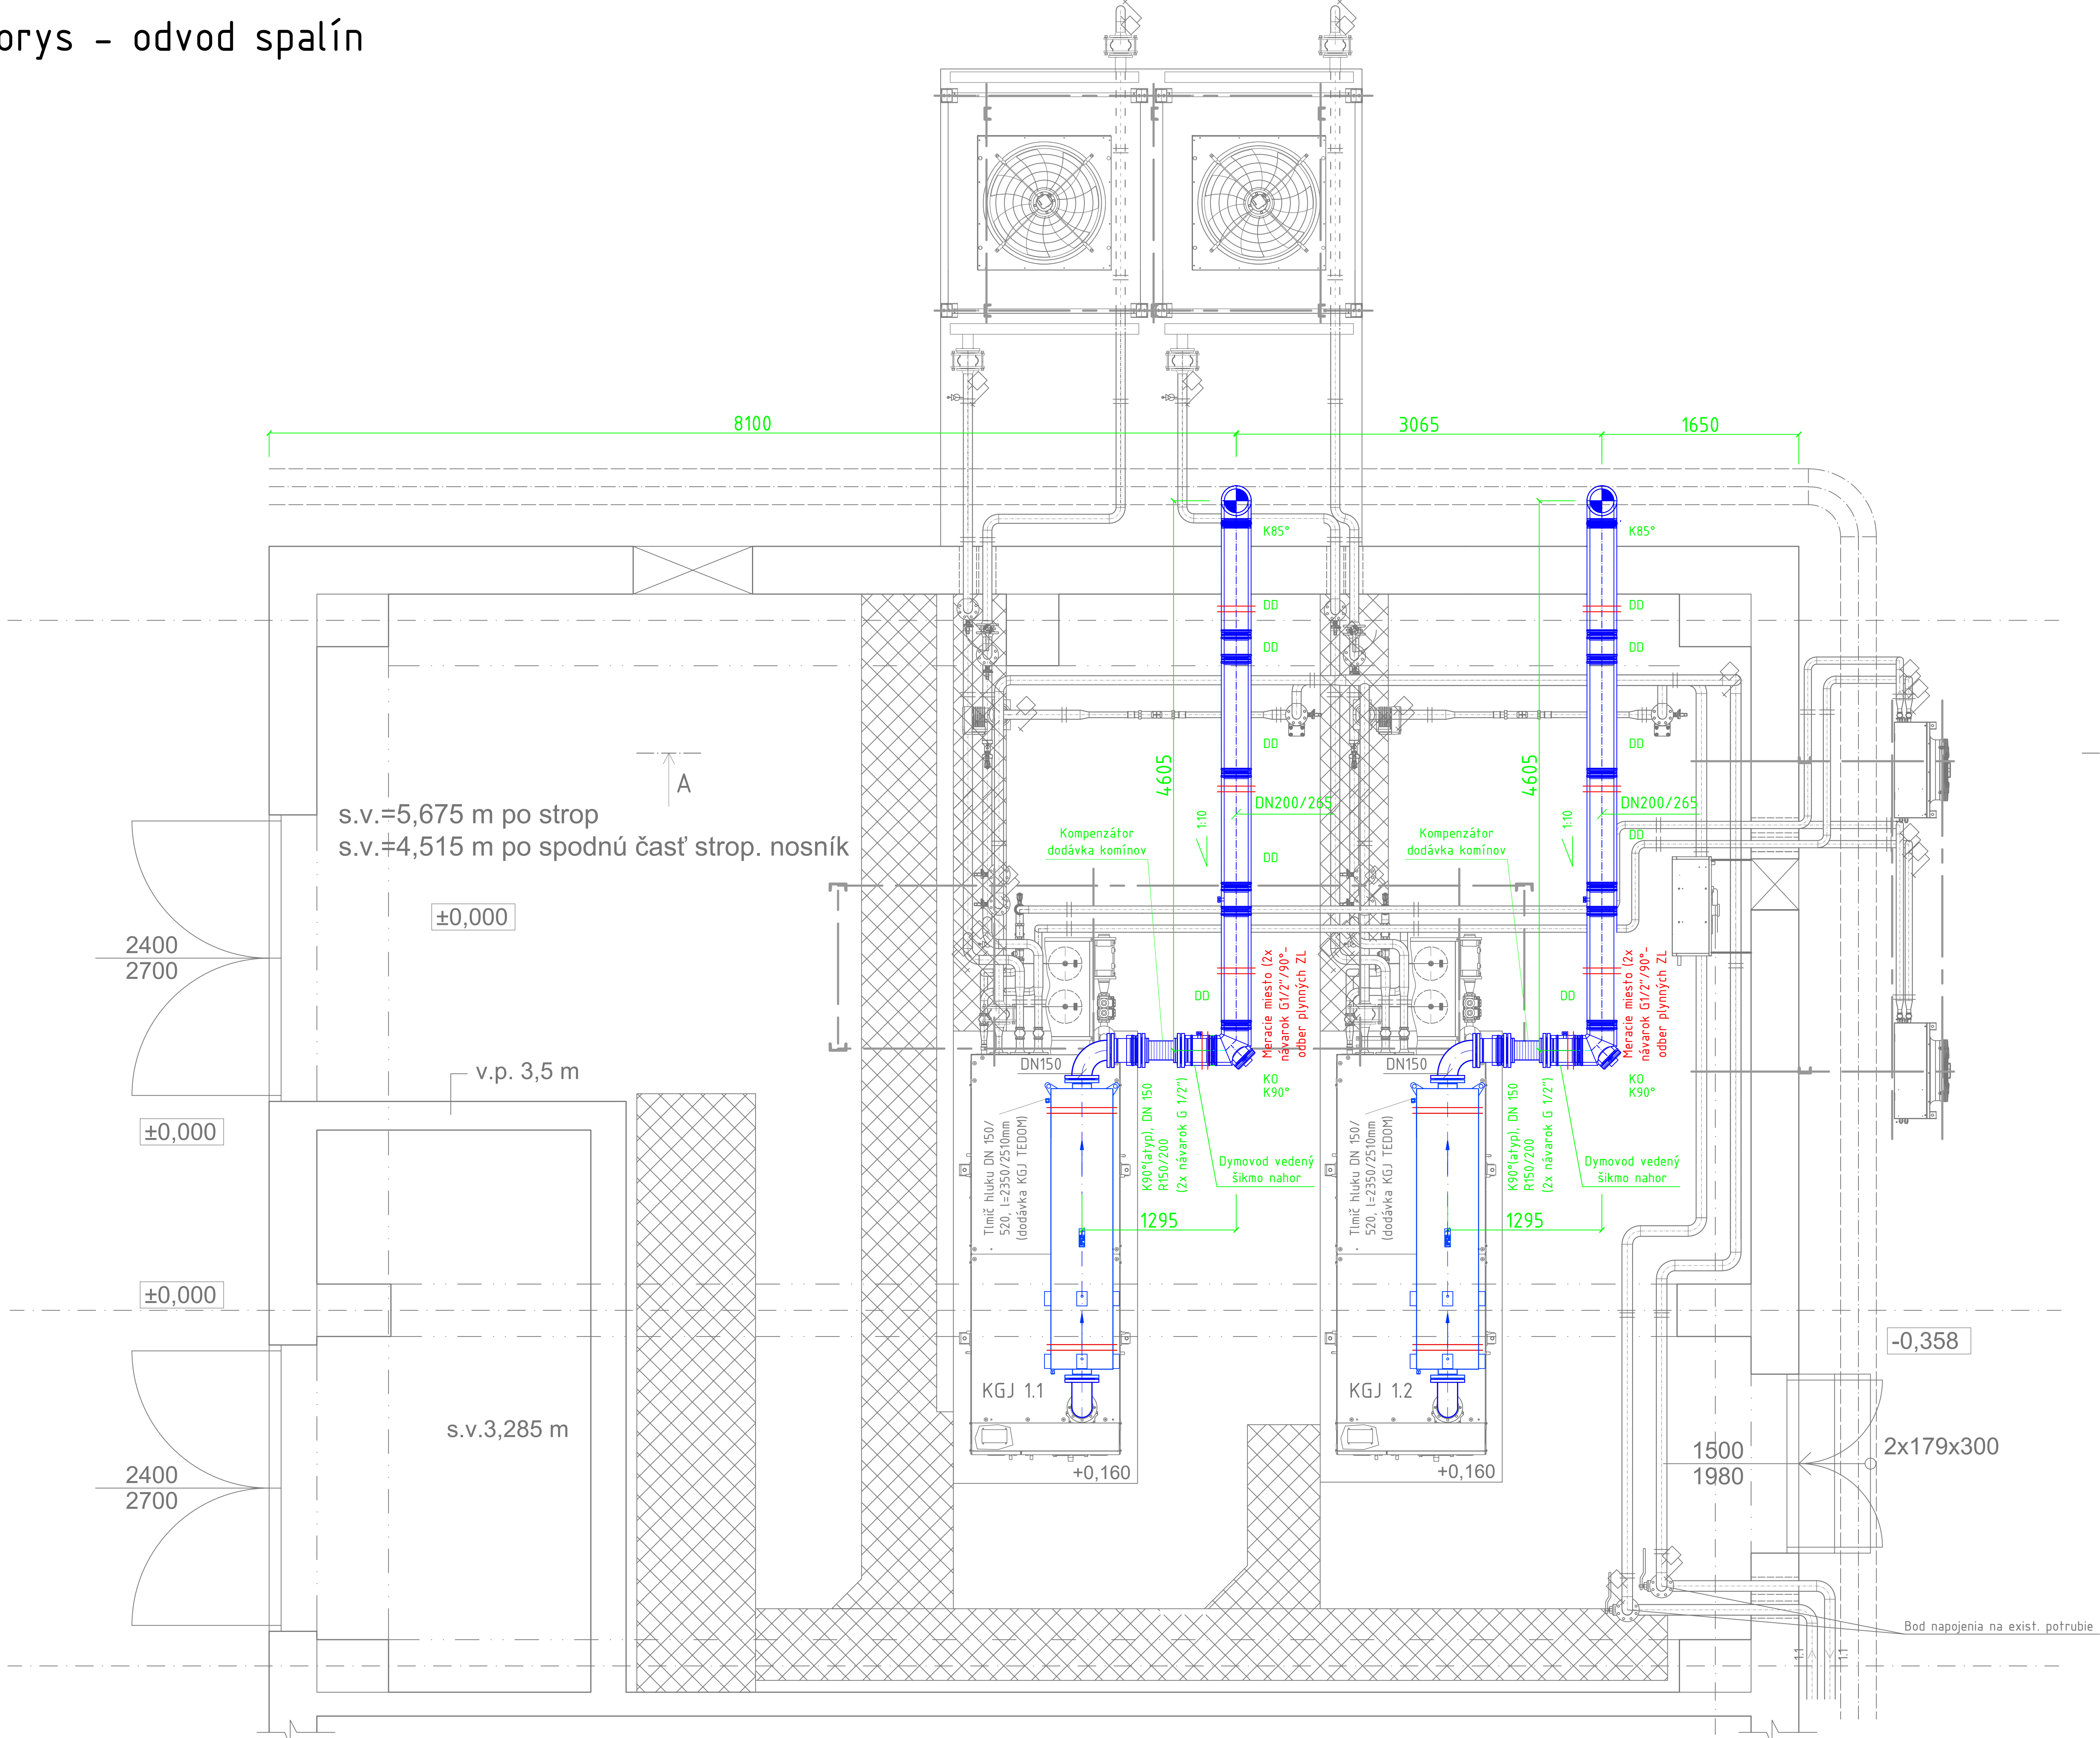 orys - odvod spalín
8100
3065
1650
K85°
K85°
DD
DD
DD
DD
DD
DD
4605
4605
DN200/265
DN200/265
1:10
1:10
DD
DD
A
s.v.=5,675 m po strop
s.v.=4,515 m po spodnú časť strop. nosník
Kompenzátor
dodávka komínov
Kompenzátor
dodávka komínov
±0,000
2400
2700
DD
DD
Meracie miesto (2x
návarok G1/2"/90°-
odber plynných ZL
Meracie miesto (2x
návarok G1/2"/90°-
odber plynných ZL
DN150
DN150
v.p. 3,5 m
KO
K90°
KO
K90°
±0,000
Tlmič hluku DN 150/
520, l=2350/2510mm
(dodávka KGJ TEDOM)
K90°(atyp), DN 150
R150/200
(2x návarok G 1/2")
Tlmič hluku DN 150/
520, l=2350/2510mm
(dodávka KGJ TEDOM)
K90°(atyp), DN 150
R150/200
(2x návarok G 1/2")
Dymovod vedený
šikmo nahor
Dymovod vedený
šikmo nahor
1295
1295
±0,000
-0,358
KGJ 1.1
KGJ 1.2
s.v.3,285 m
2400
2700
+0,160
+0,160
1500
1980
2x179x300
Bod napojenia na exist. potrubie
1.1
1.1